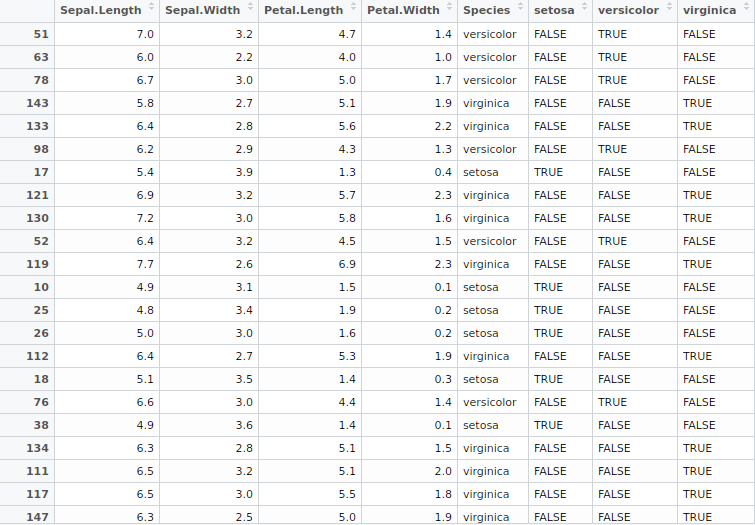 Sepal.Length Sepal.Width Petal.Length Petal.Width Species setosa versicolor virginica
51 7.0 3.2 4.7 1.4 versicolor FALSE TRUE FALSE
63 6.0 2.2 4.0 1.0 versicolor FALSE TRUE FALSE
78 6.7 3.0 5.0 1.7 versicolor FALSE TRUE FALSE
143 5.8 2.7 5.1 1.9 virginica FALSE FALSE TRUE
133 6.4 2.8 5.6 2.2 virginica FALSE FALSE TRUE
98 6.2 2.9 4.3 1.3 versicolor FALSE TRUE FALSE
17 5.4 3.9 1.3 0.4 setosa TRUE FALSE FALSE
121 6.9 3.2 5.7 2.3 virginica FALSE FALSE TRUE
130 7.2 3.0 5.8 1.6 virginica FALSE FALSE TRUE
52 6.4 3.2 4.5 1.5 versicolor FALSE TRUE FALSE
119 7.7 2.6 6.9 2.3 virginica FALSE FALSE TRUE
10 4.9 3.1 1.5 0.1 setosa TRUE FALSE FALSE
25 4.8 3.4 1.9 0.2 setosa TRUE FALSE FALSE
26 5.0 3.0 1.6 0.2 setosa TRUE FALSE FALSE
112 6.4 2.7 5.3 1.9 virginica FALSE FALSE TRUE
18 5.1 3.5 1.4 0.3 setosa TRUE FALSE FALSE
76 6.6 3.0 4.4 1.4 versicolor FALSE TRUE FALSE
38 4.9 3.6 1.4 0.1 setosa TRUE FALSE FALSE
134 6.3 2.8 5.1 1.5 virginica FALSE FALSE TRUE
111 6.5 3.2 5.1 2.0 virginica FALSE FALSE TRUE
117 6.5 3.0 5.5 1.8 virginica FALSE FALSE TRUE
147 6.3 2.5 5.0 1.9 virginica FALSE FALSE TRUE